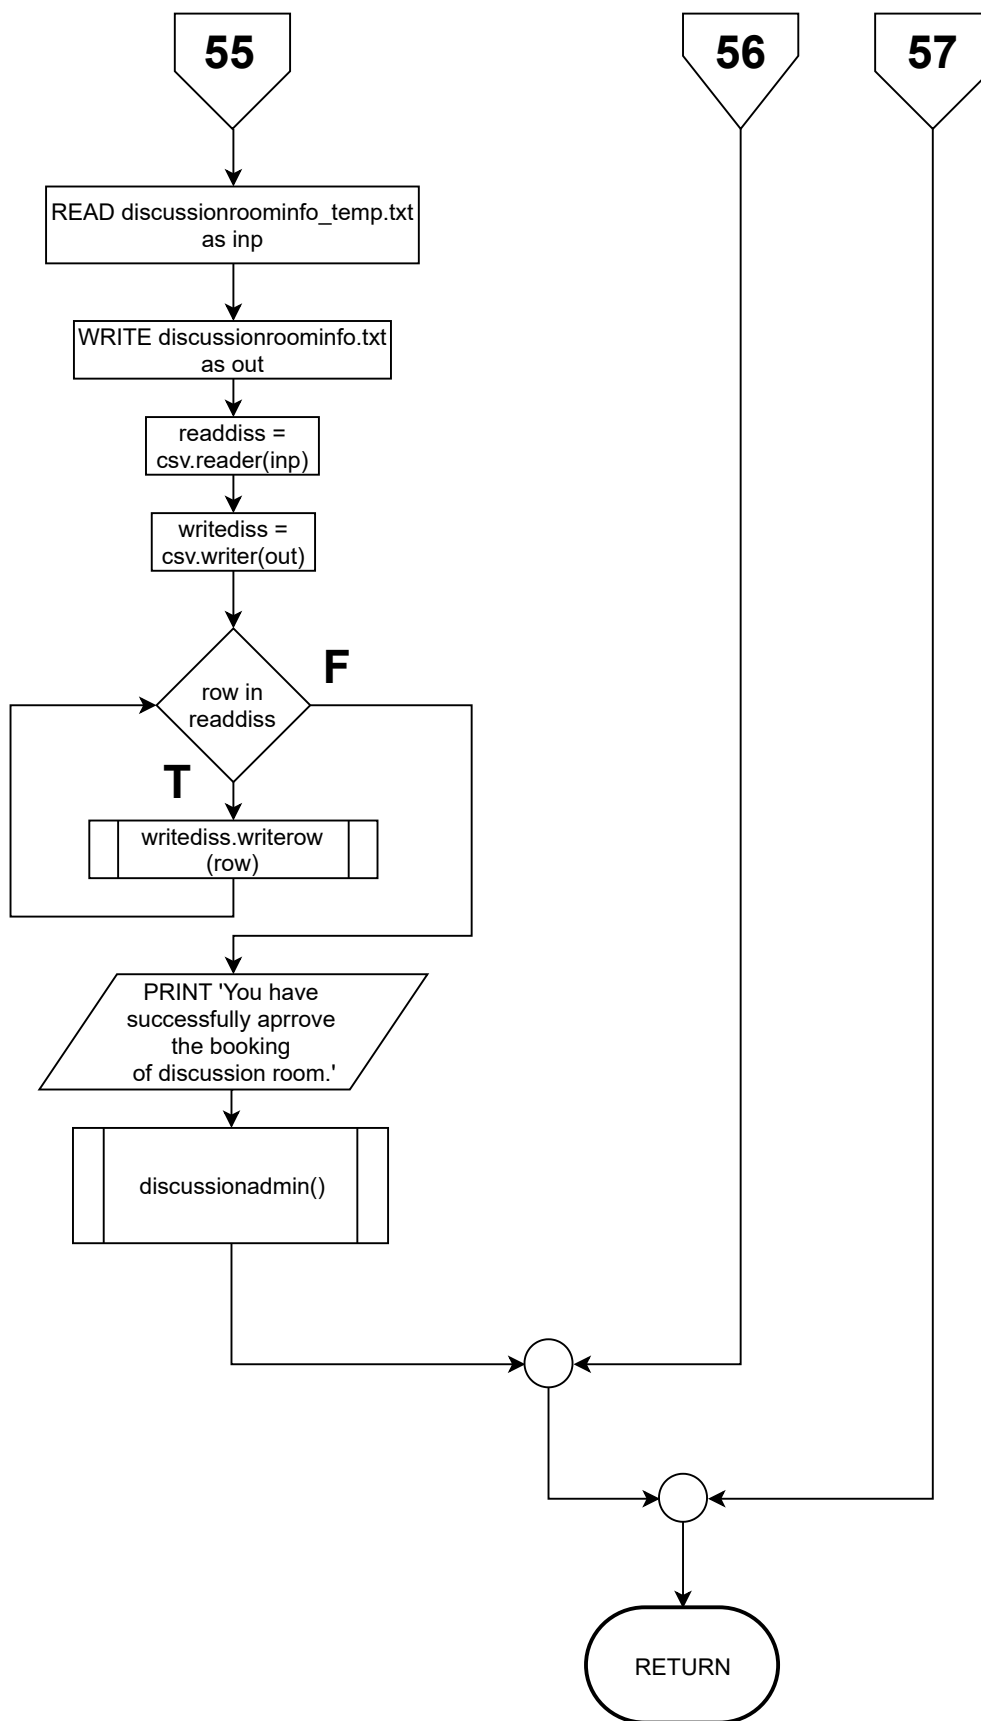 55
56
57
READ discussionroominfo_temp.txt
as inp
WRITE discussionroominfo.txt
as out
readdiss =
csv.reader(inp)
writediss =
csv.writer(out)
row in
readdiss
F
T
writediss.writerow
(row)
PRINT 'You have
successfully aprrove
the booking
of discussion room.'
discussionadmin()
RETURN